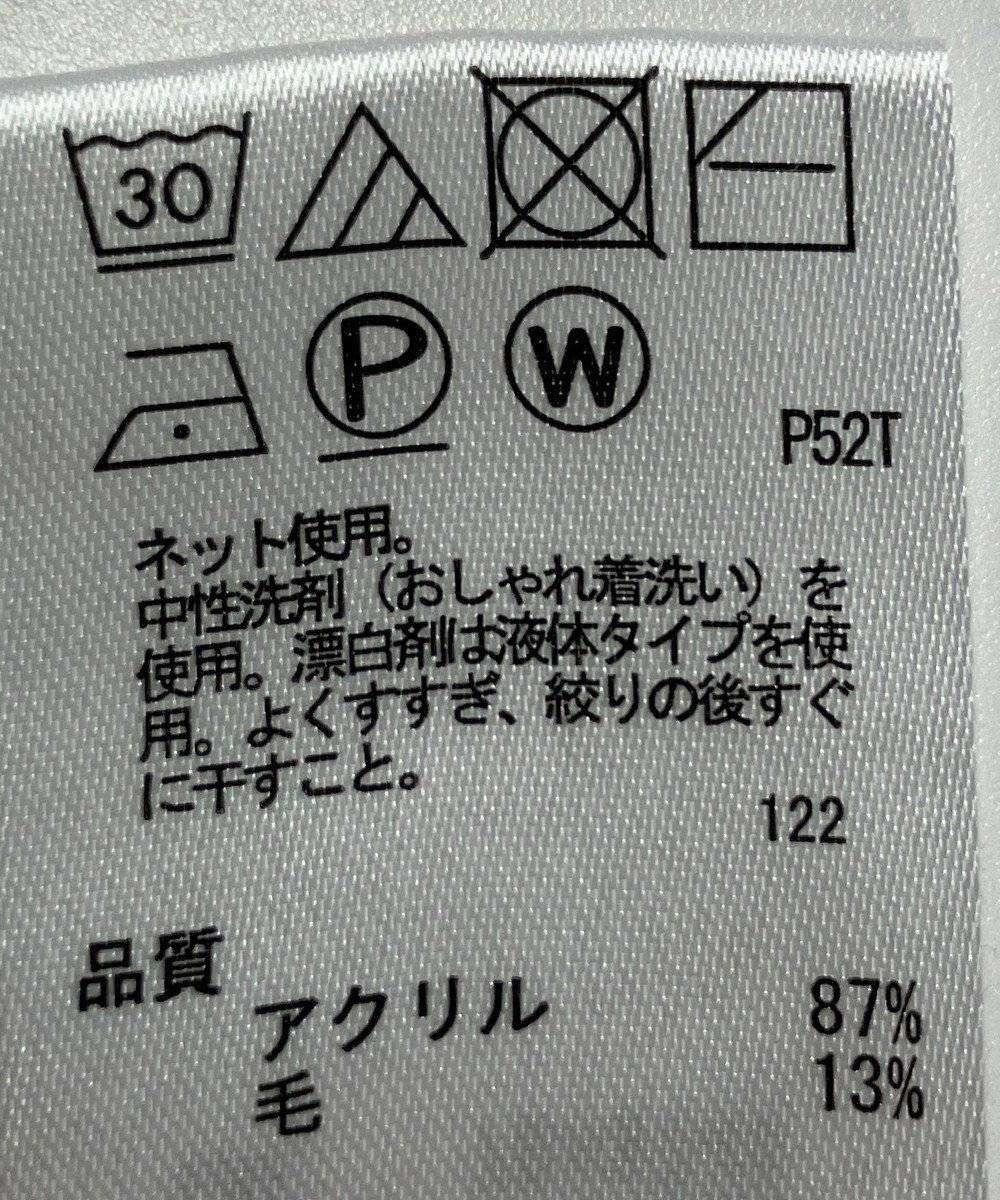 30
P W
P52T
ネット使用。
中性洗剤（おしゃれ着洗い）を
使用。漂白剤は液体タイプを使
用。よくすすぎ、絞りの後すぐ
に干すこと。
122
品質
アクリル 87%
毛 13%